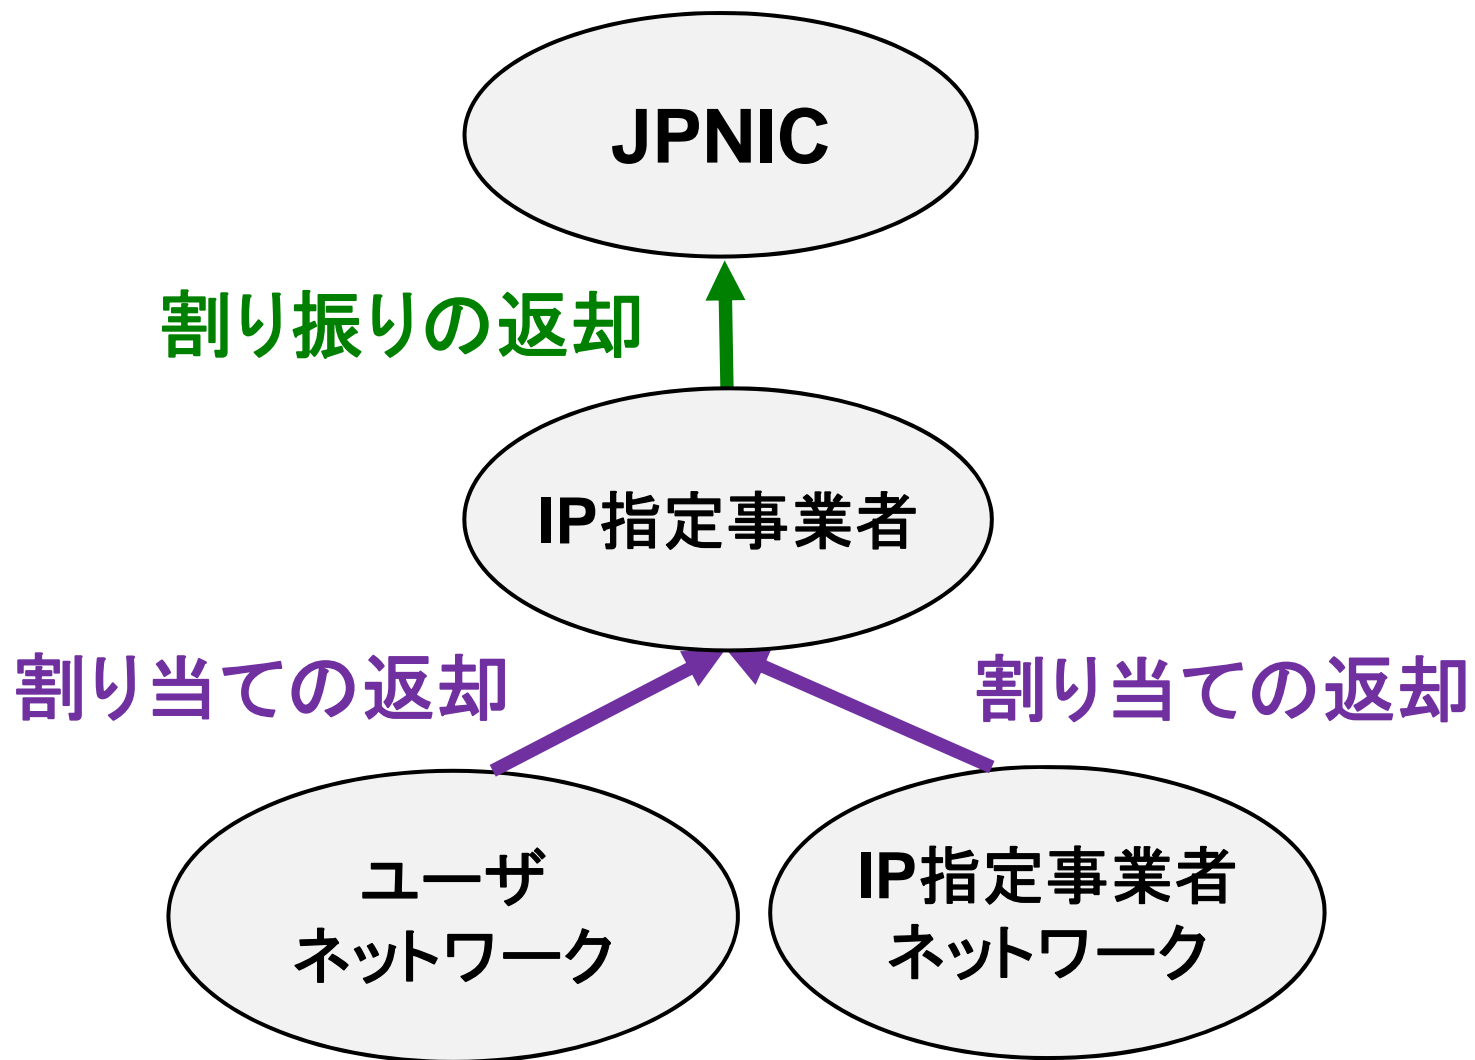 JPNIC
割り振りの返却
IP指定事業者
割り当ての返却
割り当ての返却
ユーザ
ネットワーク
IP指定事業者
ネットワーク